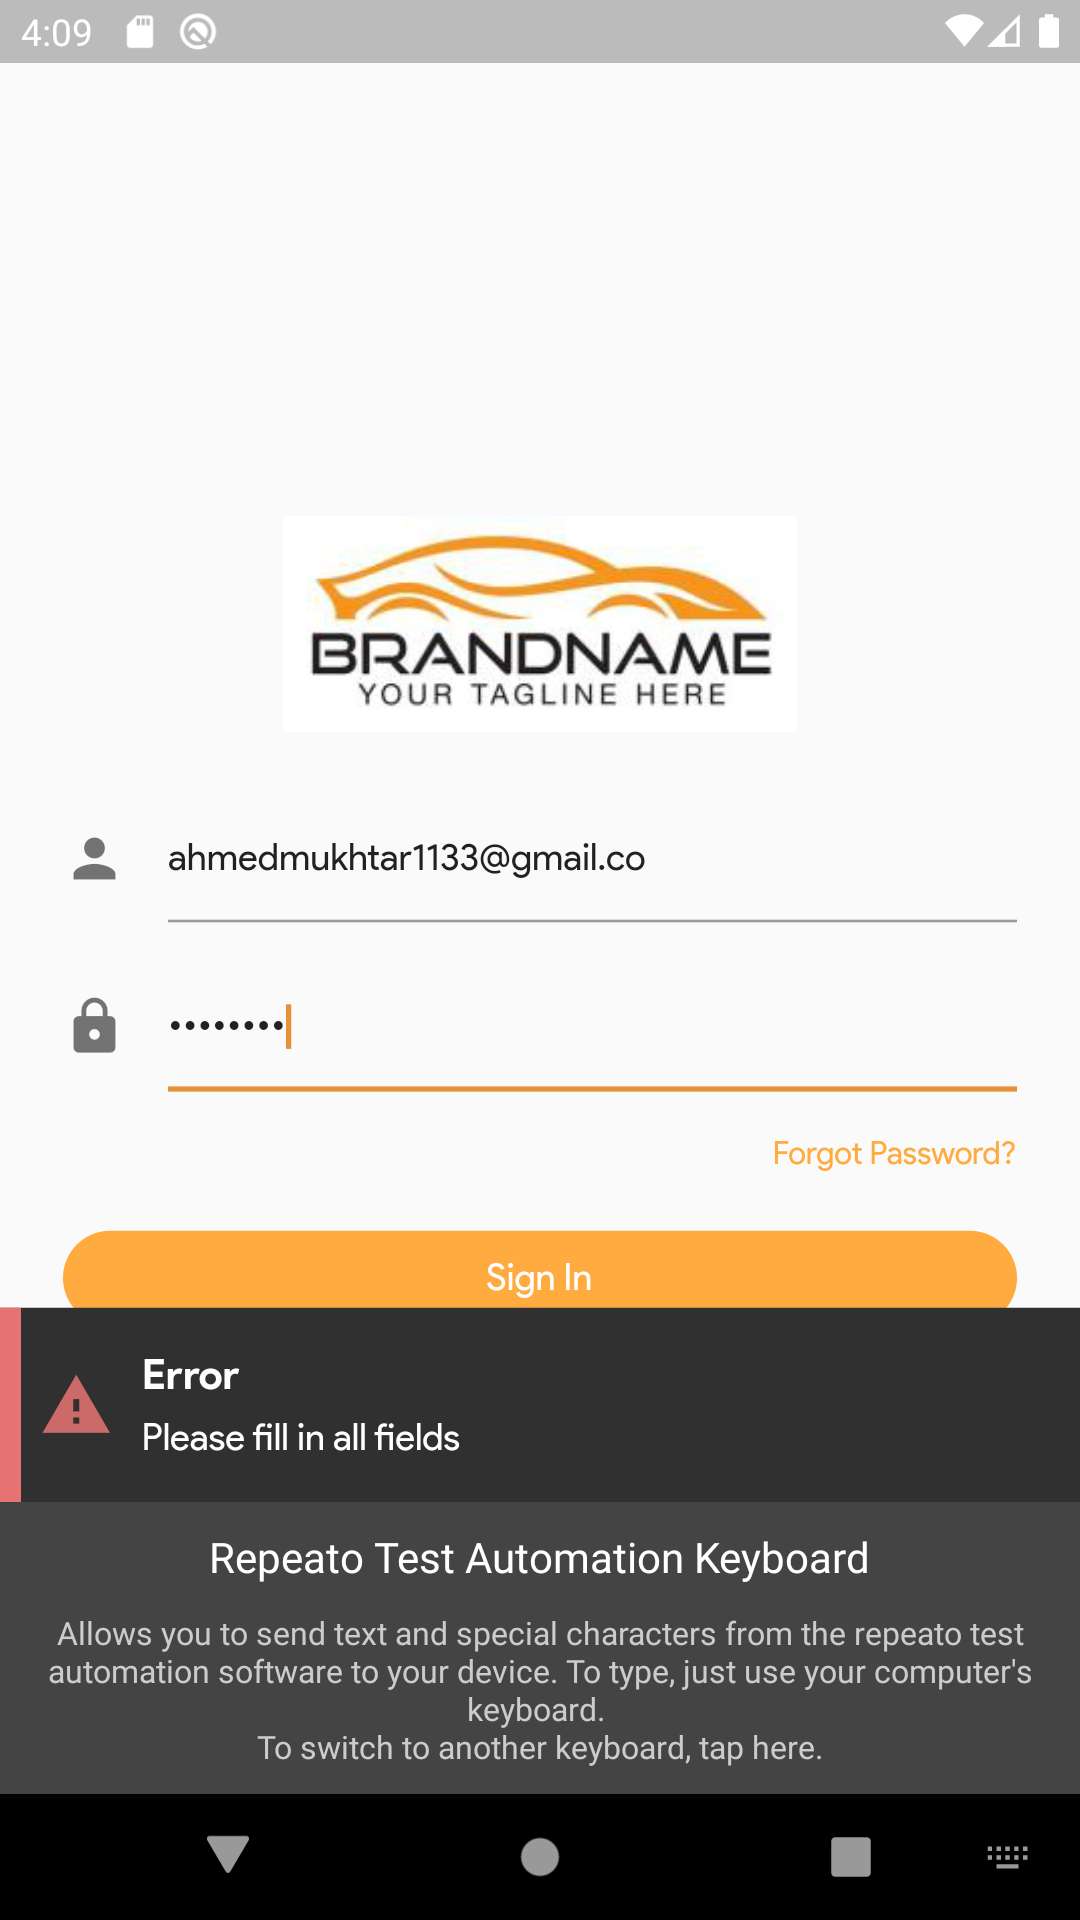 4:09
BRANDNAME
YOUR TAGLINE HERE
ahmedmukhtar1133@gmail.co
••••••••
Forgot Password?
Sign In
Error
Please fill in all fields
Repeato Test Automation Keyboard
Allows you to send text and special characters from the repeato test
automation software to your device. To type, just use your computer's
keyboard.
To switch to another keyboard, tap here.